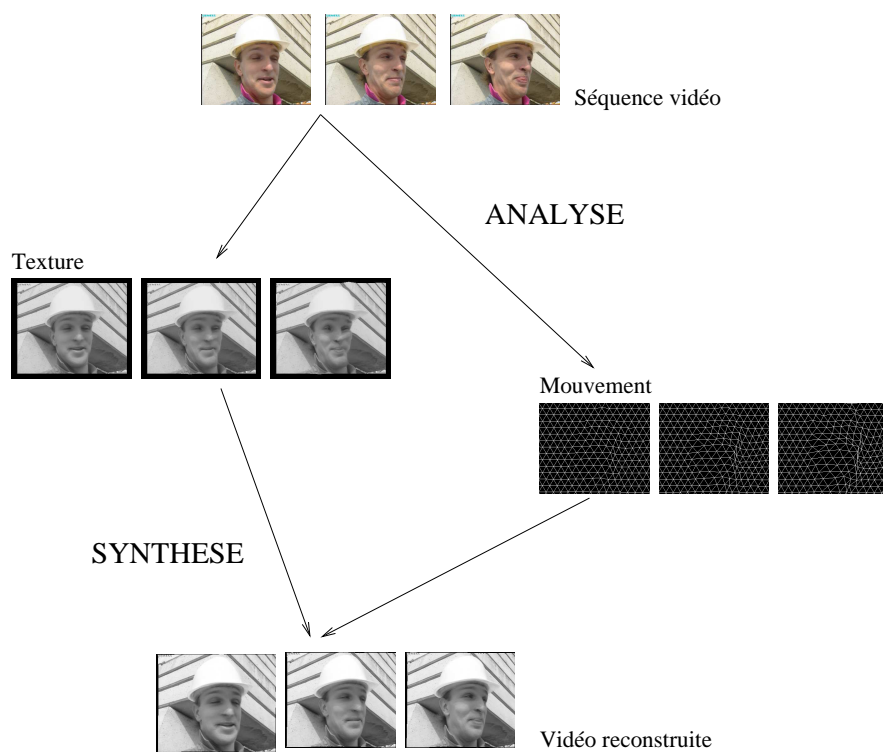 Séquence vidéo
ANALYSE
Texture
Mouvement
SYNTHESE
Vidéo reconstruite